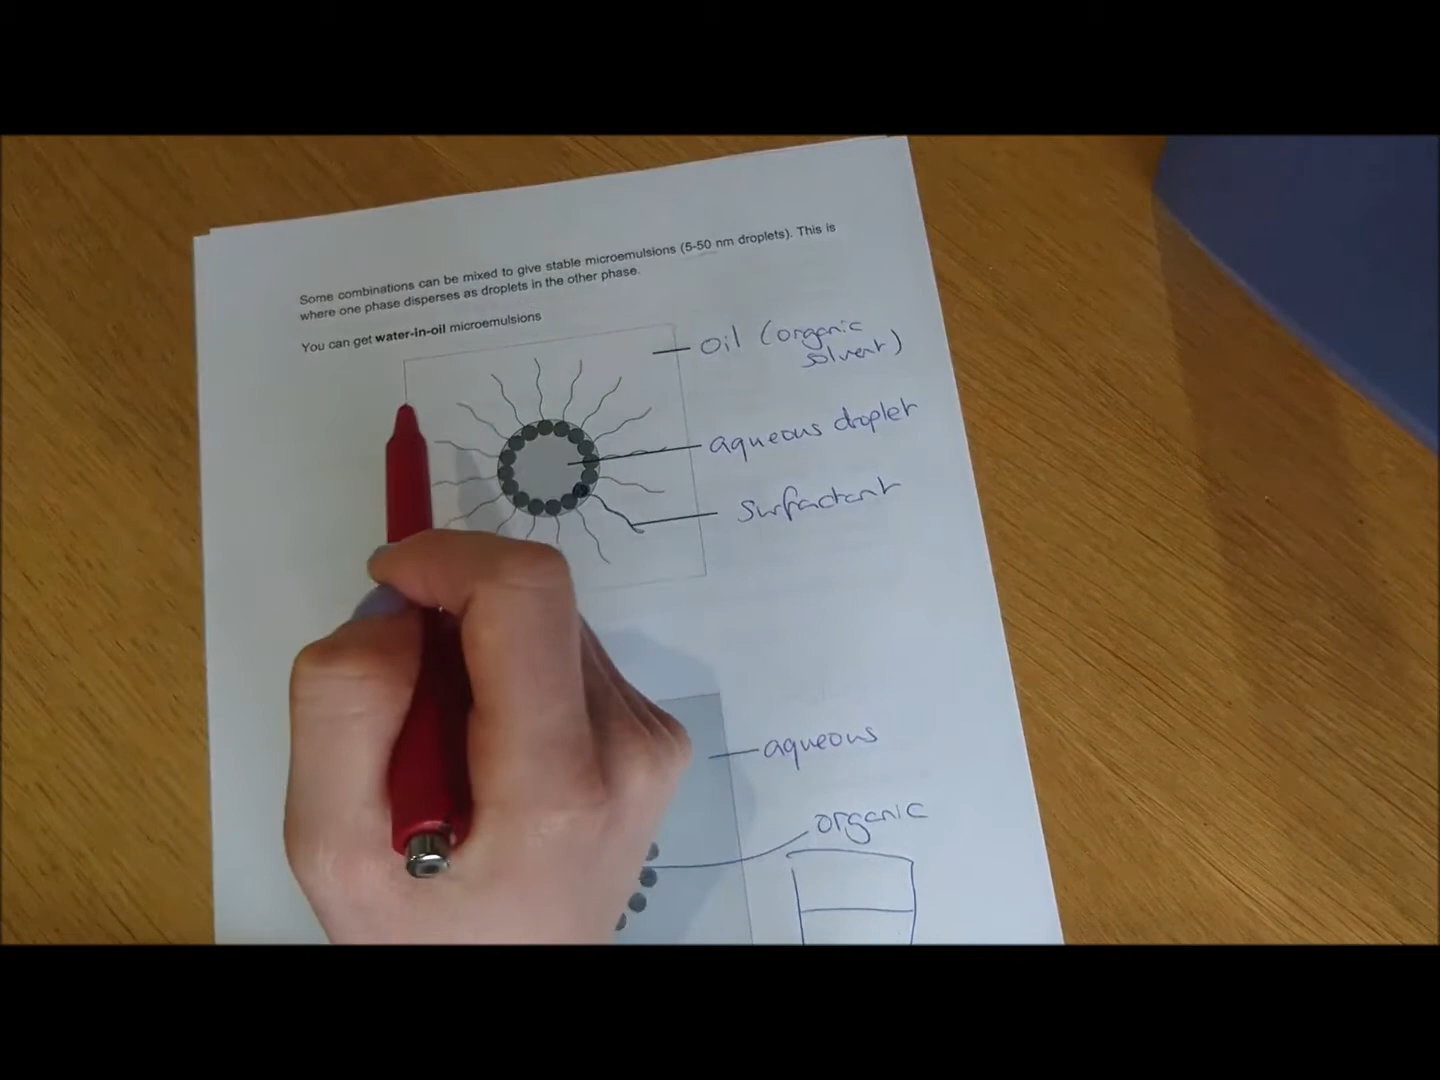 Some combinations can be mixed to give stable microemulsions (5-50 nm droplets). This is
where one phase disperses as droplets in the other phase.
You can get water-in-oil microemulsions
oil (organic
solvent)
aqueous droplet
surfactant
aqueous
organic